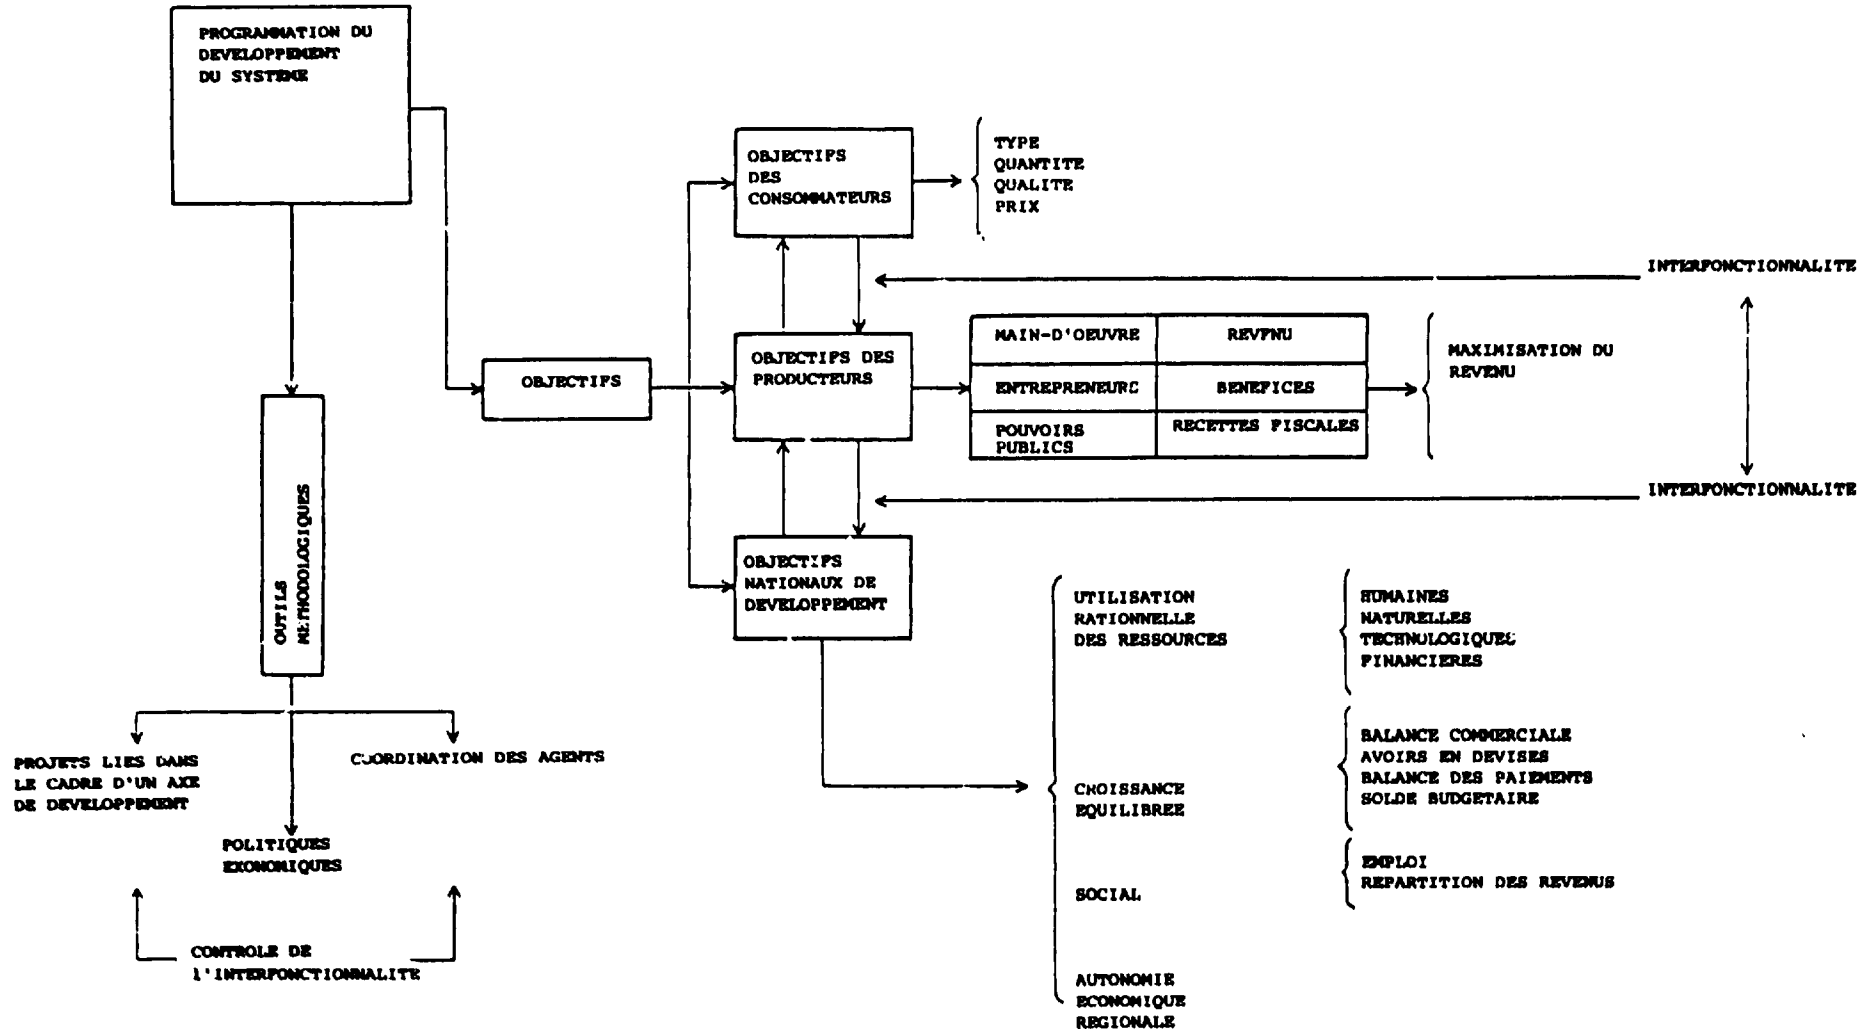 PROGRAMMATION DU
DEVELOPPEMENT
DU SYSTEME
OBJECTIFS
DES
CONSOMMATEURS
TYPE
QUANTITE
QUALITE
PRIX
INTERFONCTIONNALITE
MAIN-D'OEUVRE
REVENU
OBJECTIFS DES
PRODUCTEURS
OBJECTIFS
ENTREPRENEURS
BENEFICES
MAXIMISATION DU
REVENU
POUVOIRS
PUBLICS
RECETTES FISCALES
INTERFONCTIONNALITE
OUTILS
METHODOLOGIQUES
OBJECTIFS
NATIONAUX DE
DEVELOPPEMENT
UTILISATION
RATIONNELLE
DES RESSOURCES
HUMAINES
NATURELLES
TECHNOLOGIQUES
FINANCIERES
PROJETS LIES DANS
LE CADRE D'UN AXE
DE DEVELOPPEMENT
COORDINATION DES AGENTS
CROISSANCE
EQUILIBREE
BALANCE COMMERCIALE
AVOIRS EN DEVISES
BALANCE DES PAIEMENTS
SOLDE BUDGETAIRE
POLITIQUES
EXONOMIQUES
SOCIAL
EMPLOI
REPARTITION DES REVENUS
CONTROLE DE
l'INTERFONCTIONNALITE
AUTONOMIE
ECONOMIQUE
REGIONALE